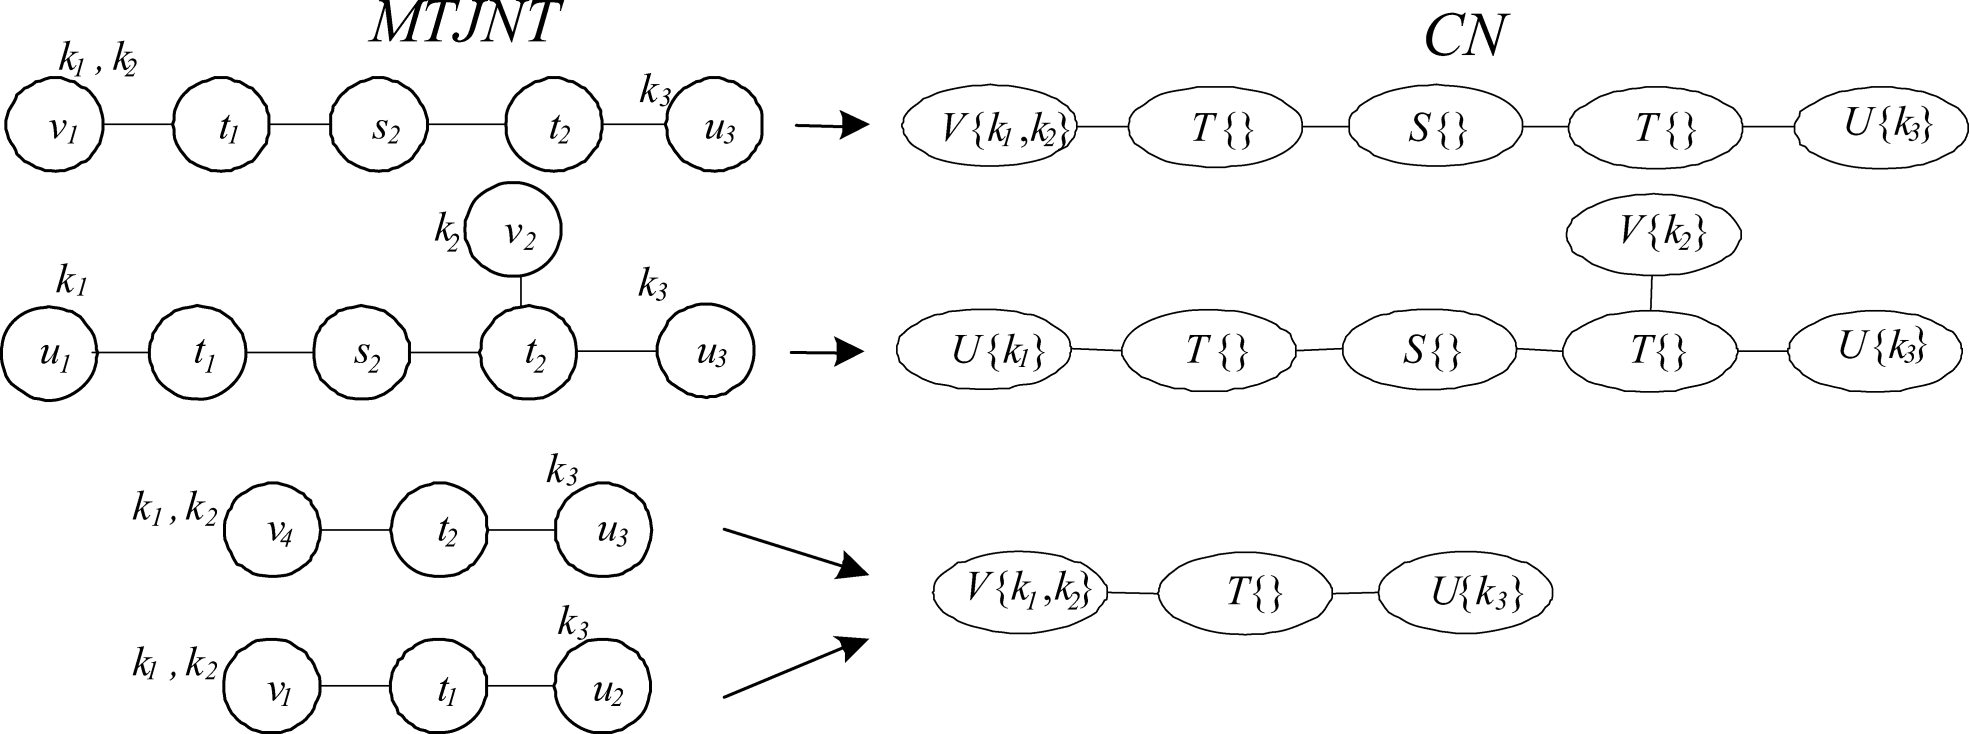 MTJNT CN
k1 , k2 k3
v1 t1 s2 t2 u3 V{k1,k2} T{} S{} T{} U{k3}
k2 v2 V{k2}
k1 k3
u1 t1 s2 t2 u3 U{k1} T{} S{} T{} U{k3}
k3
k1 , k2 v4 t2 u3
V{k1,k2} T{} U{k3}
k3
k1 , k2 v1 t1 u2